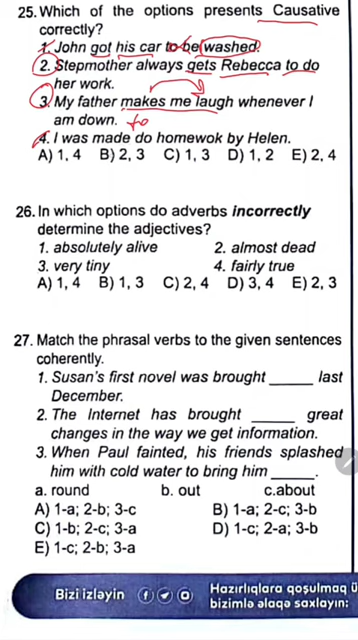 25. Which of the options presents Causative
correctly?
1. John got his car to be washed.
2. Stepmother always gets Rebecca to do
her work.
3. My father makes me laugh whenever I
am down.
to
4. I was made do homewok by Helen.
A) 1, 4 B) 2, 3 C) 1, 3 D) 1, 2 E) 2, 4
26. In which options do adverbs incorrectly
determine the adjectives?
1. absolutely alive 2. almost dead
3. very tiny 4. fairly true
A) 1, 4 B) 1, 3 C) 2, 4 D) 3, 4 E) 2, 3
27. Match the phrasal verbs to the given sentences
coherently.
1. Susan's first novel was brought _____ last
December.
2. The Internet has brought _____ great
changes in the way we get information.
3. When Paul fainted, his friends splashed
him with cold water to bring him _____.
a. round b. out c.about
A) 1-a; 2-b; 3-c B) 1-a; 2-c; 3-b
C) 1-b; 2-c; 3-a D) 1-c; 2-a; 3-b
E) 1-c; 2-b; 3-a
Bizi izləyin
Hazırlıqlara qoşulmaq ü
bizimlə əlaqə saxlayın: